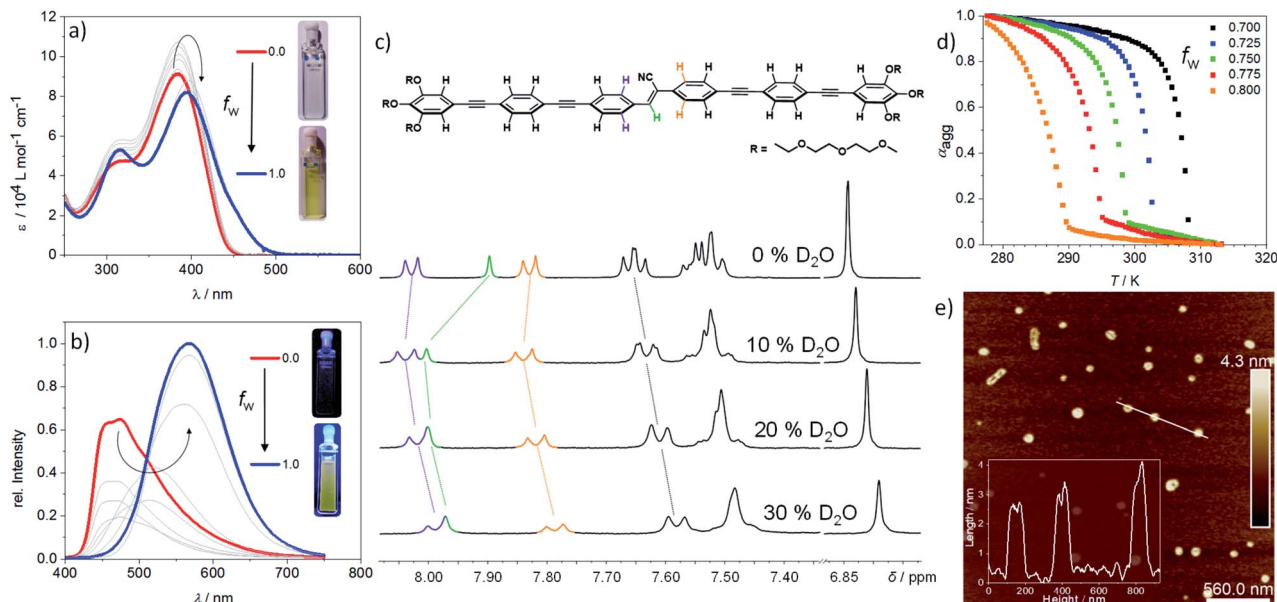 a)
12
10
8
6
4
2
0
ε / 10⁴ L mol⁻¹ cm⁻¹
0.0
f_W
1.0
300 400 500 600
λ / nm
b)
1.0
0.8
0.6
0.4
0.2
0.0
rel. Intensity
0.0
f_W
1.0
400 500 600 700 800
λ / nm
c)
RO
RO
RO
H H
H H
H H
H H
NC
H
H H
H H
H H
H H
OR
OR
OR
R = O O O
0 % D₂O
10 % D₂O
20 % D₂O
30 % D₂O
8.00 7.90 7.80 7.70 7.60 7.50 7.40 6.85
δ / ppm
d)
1.0
0.8
0.6
0.4
0.2
0.0
α_agg
f_W
0.700
0.725
0.750
0.775
0.800
280 290 300 310 320
T / K
e)
4.3 nm
560.0 nm
4
3
2
1
0
Length / nm
0 200 400 600 800
Height / nm